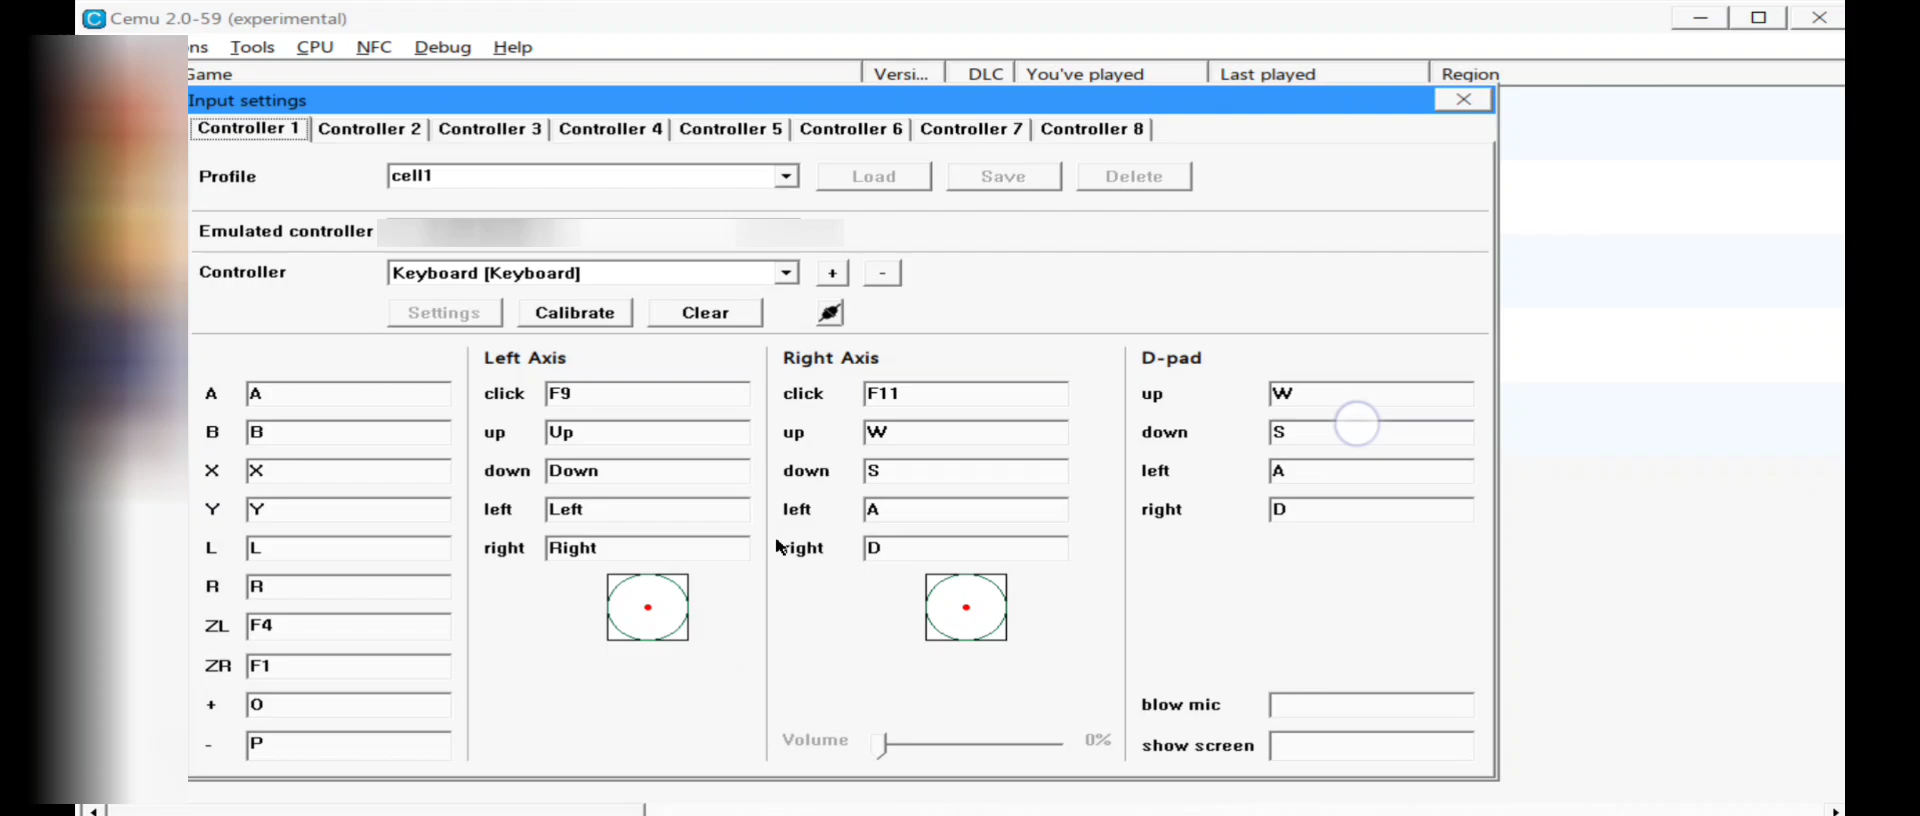 Cemu 2.0-59 (experimental)
ns Tools CPU NFC Debug Help
Game Versi... DLC You've played Last played Region
Input settings
Controller 1 Controller 2 Controller 3 Controller 4 Controller 5 Controller 6 Controller 7 Controller 8
Profile cell1 Load Save Delete
Emulated controller
Controller Keyboard [Keyboard] + -
Settings Calibrate Clear
Left Axis Right Axis D-pad
A A click F9 click F11 up W
B B up Up up W down S
X X down Down down S left A
Y Y left Left left A right D
L L right Right right D
R R
ZL F4
ZR F1
+ O blow mic
- P Volume 0% show screen